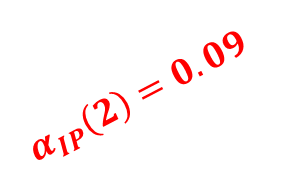 α_IP(2) = 0.09